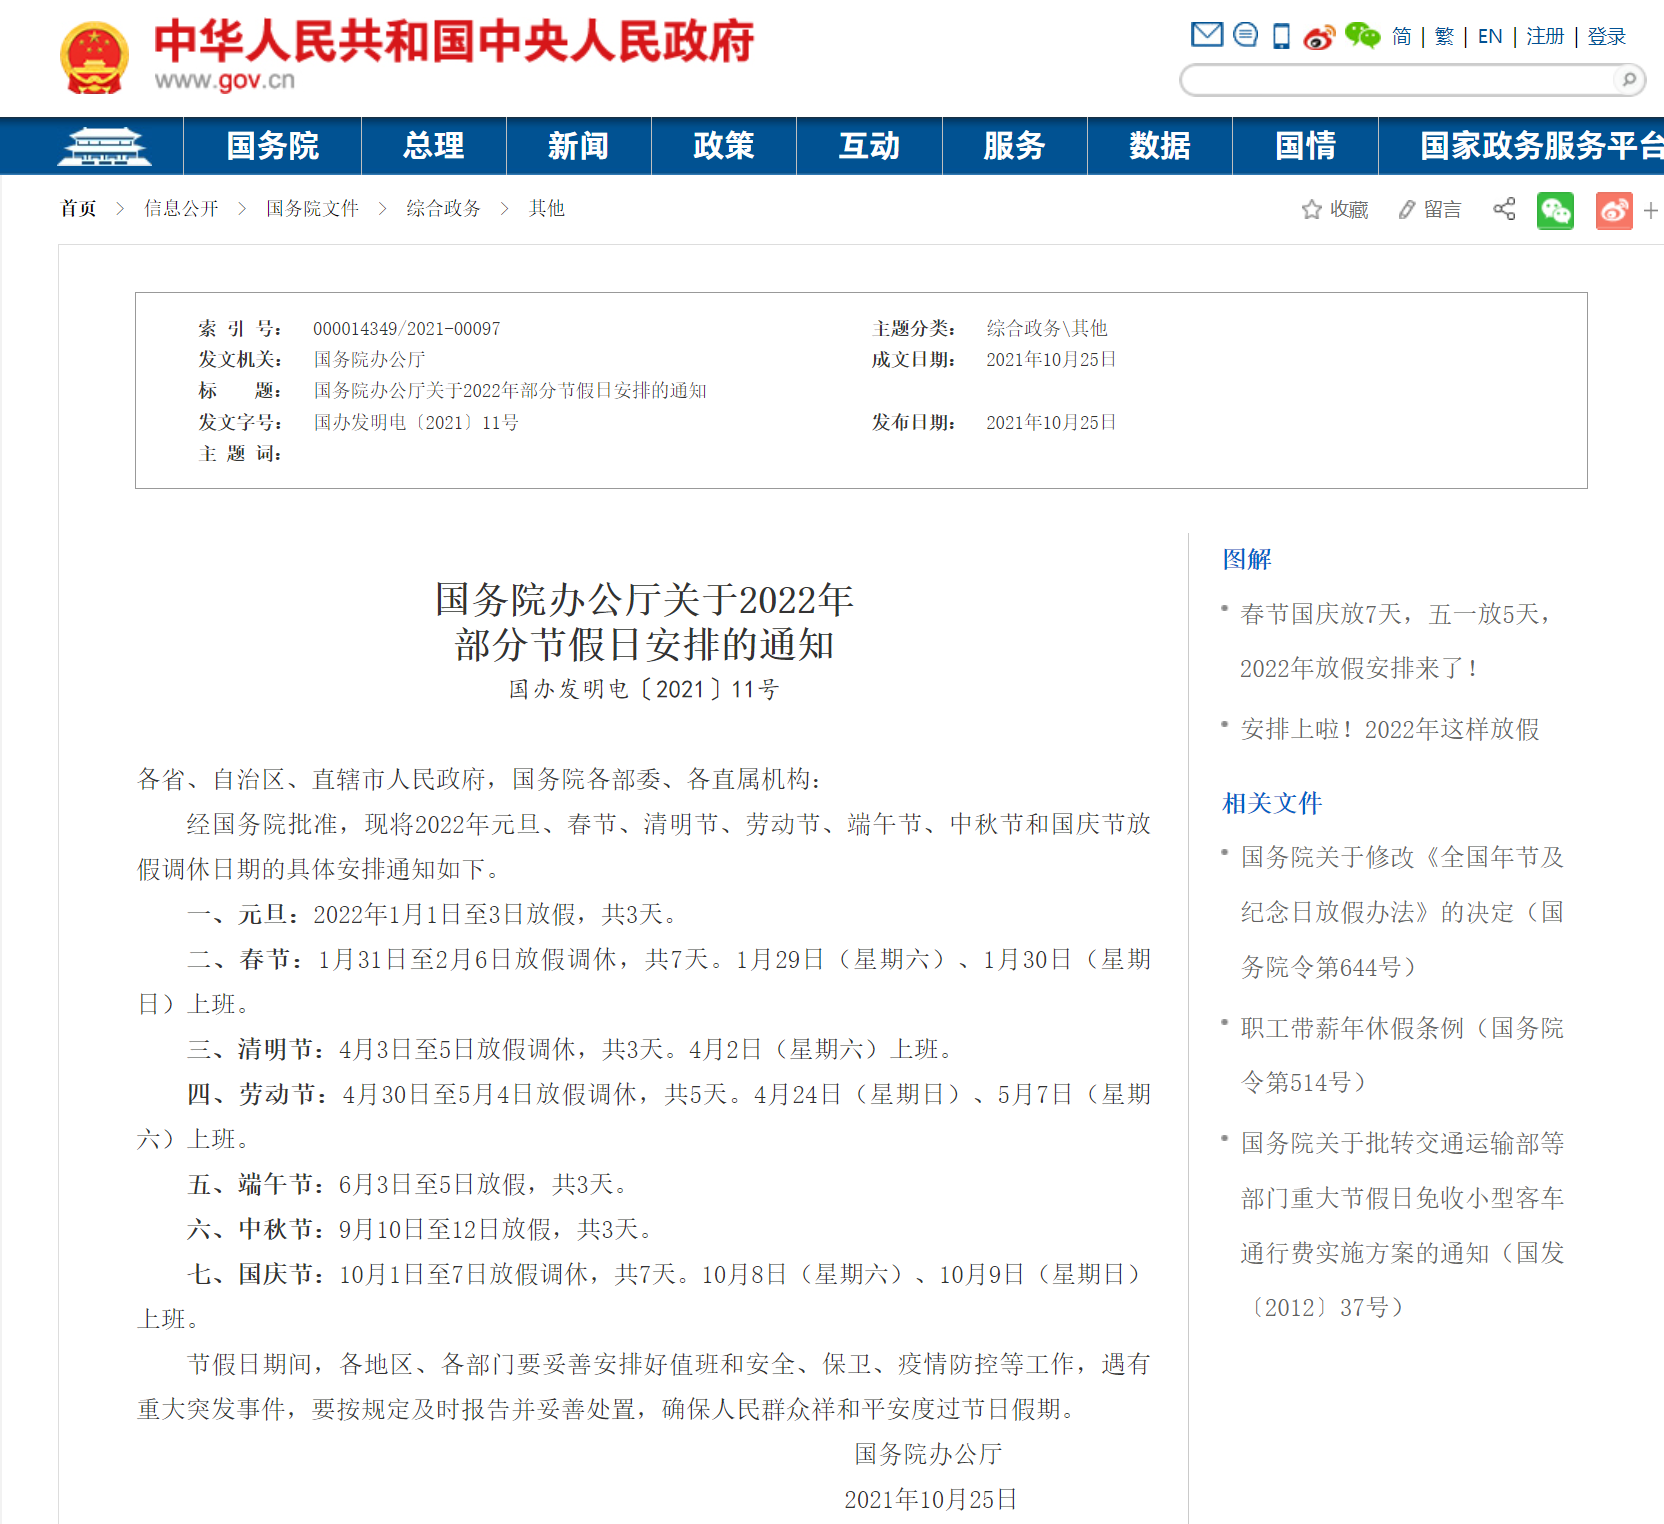 中华人民共和国中央人民政府
www.gov.cn
简 | 繁 | EN | 注册 | 登录
国务院 总理 新闻 政策 互动 服务 数据 国情 国家政务服务平台
首页 > 信息公开 > 国务院文件 > 综合政务 > 其他
收藏 留言
索 引 号： 000014349/2021-00097 主题分类： 综合政务\其他
发文机关： 国务院办公厅 成文日期： 2021年10月25日
标 题： 国务院办公厅关于2022年部分节假日安排的通知
发文字号： 国办发明电〔2021〕11号 发布日期： 2021年10月25日
主 题 词：
国务院办公厅关于2022年
部分节假日安排的通知
国办发明电〔2021〕11号
各省、自治区、直辖市人民政府，国务院各部委、各直属机构：
经国务院批准，现将2022年元旦、春节、清明节、劳动节、端午节、中秋节和国庆节放
假调休日期的具体安排通知如下。
一、元旦：2022年1月1日至3日放假，共3天。
二、春节：1月31日至2月6日放假调休，共7天。1月29日（星期六）、1月30日（星期
日）上班。
三、清明节：4月3日至5日放假调休，共3天。4月2日（星期六）上班。
四、劳动节：4月30日至5月4日放假调休，共5天。4月24日（星期日）、5月7日（星期
六）上班。
五、端午节：6月3日至5日放假，共3天。
六、中秋节：9月10日至12日放假，共3天。
七、国庆节：10月1日至7日放假调休，共7天。10月8日（星期六）、10月9日（星期日）
上班。
节假日期间，各地区、各部门要妥善安排好值班和安全、保卫、疫情防控等工作，遇有
重大突发事件，要按规定及时报告并妥善处置，确保人民群众祥和平安度过节日假期。
国务院办公厅
2021年10月25日
图解
春节国庆放7天，五一放5天，
2022年放假安排来了！
安排上啦！2022年这样放假
相关文件
国务院关于修改《全国年节及
纪念日放假办法》的决定（国
务院令第644号）
职工带薪年休假条例（国务院
令第514号）
国务院关于批转交通运输部等
部门重大节假日免收小型客车
通行费实施方案的通知（国发
〔2012〕37号）